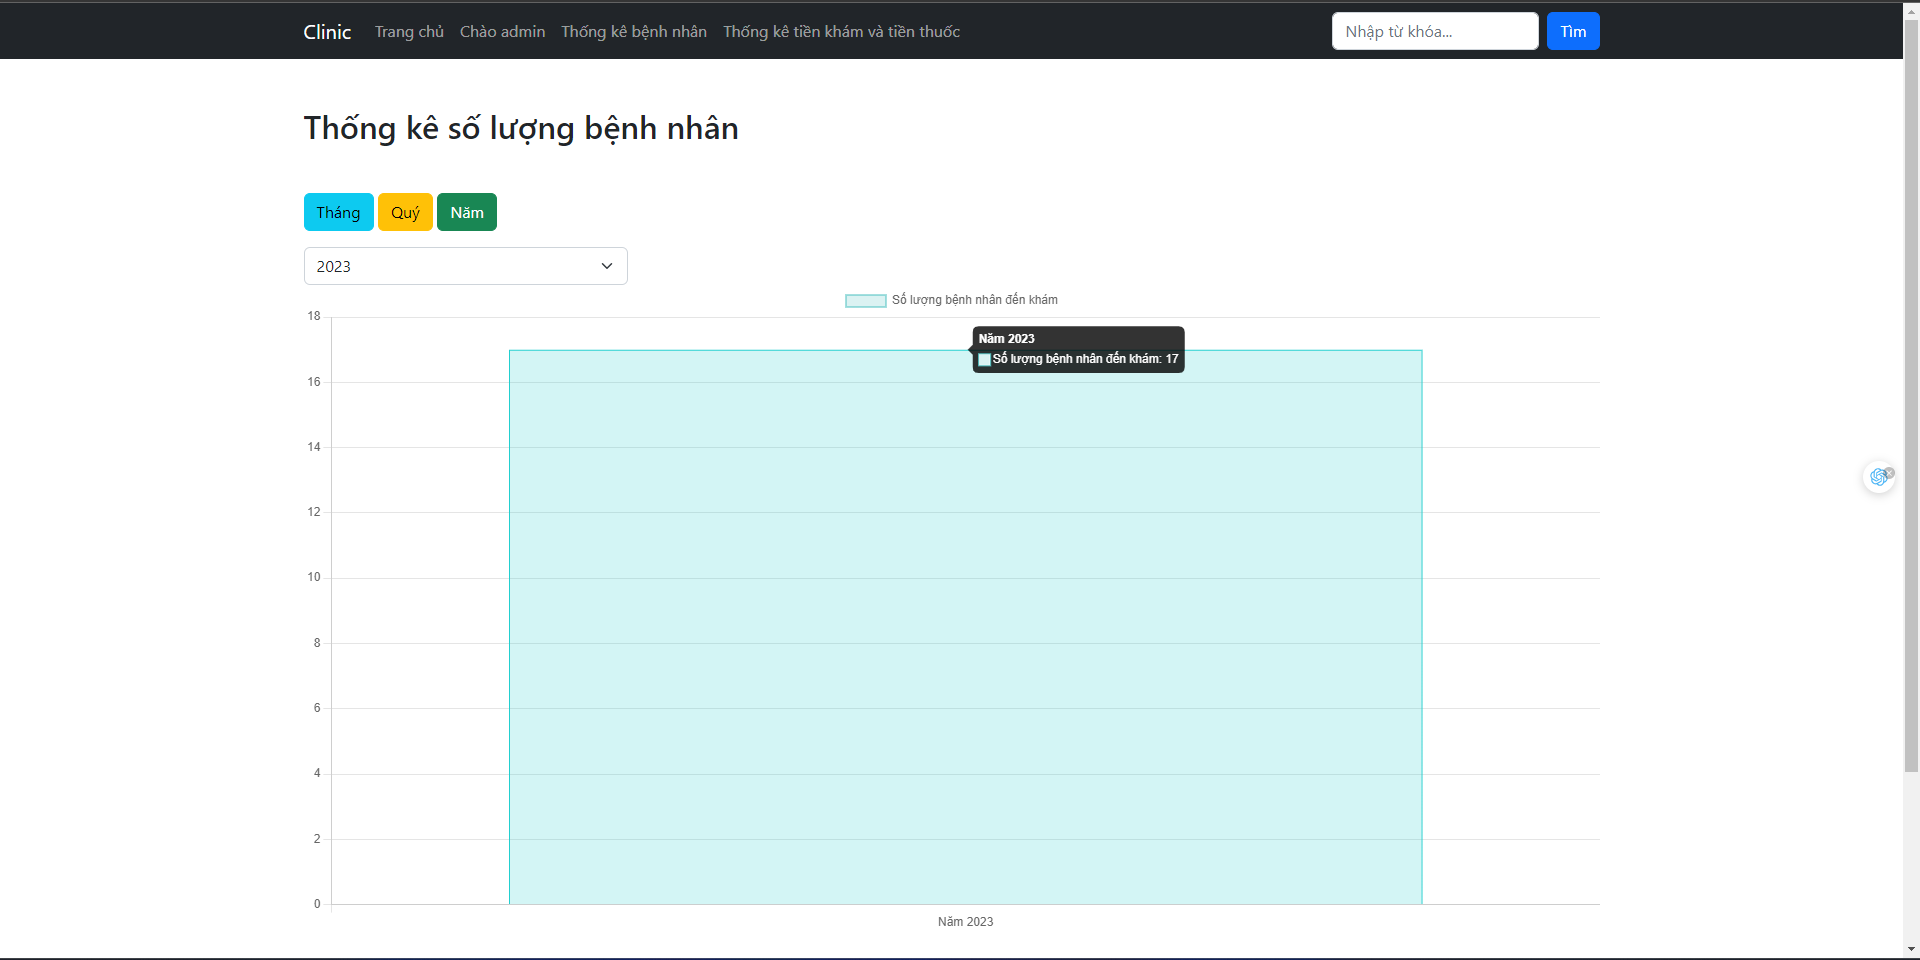 Clinic Trang chủ Chào admin Thống kê bệnh nhân Thống kê tiền khám và tiền thuốc Nhập từ khóa... Tìm
Thống kê số lượng bệnh nhân
Tháng Quý Năm
2023
Số lượng bệnh nhân đến khám
18
Năm 2023
Số lượng bệnh nhân đến khám: 17
16
14
12
10
8
6
4
2
0
Năm 2023